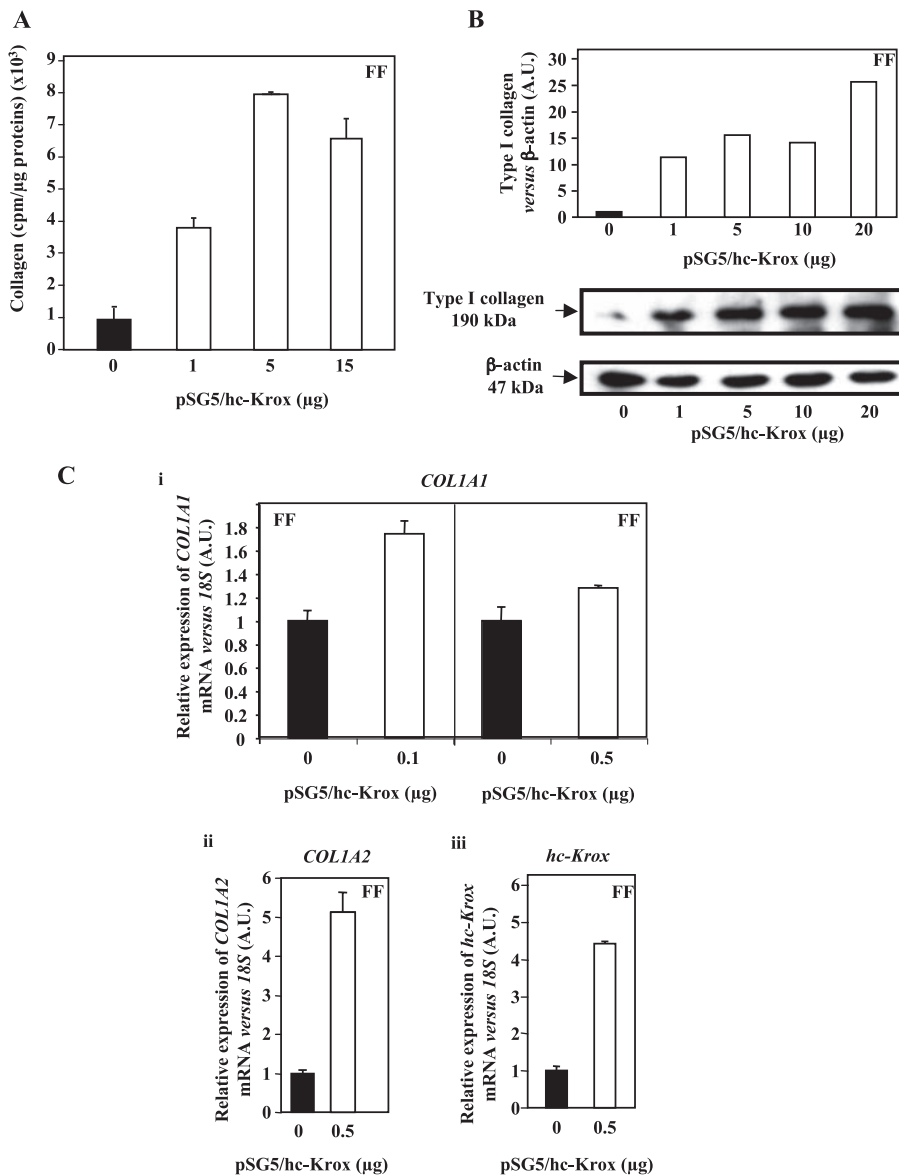 A
Collagen (cpm/μg proteins) (x10³)
9
8
7
6
5
4
3
2
1
0
FF
0 1 5 15
pSG5/hc-Krox (μg)
B
Type I collagen
versus β-actin (A.U.)
30
25
20
15
10
5
0
FF
0 1 5 10 20
pSG5/hc-Krox (μg)
Type I collagen
190 kDa
β-actin
47 kDa
0 1 5 10 20
pSG5/hc-Krox (μg)
C
i
COL1A1
Relative expression of COL1A1
mRNA versus 18S (A.U.)
1.8
1.6
1.4
1.2
1
0.8
0.6
0.4
0.2
0
FF
FF
0 0.1 0 0.5
pSG5/hc-Krox (μg) pSG5/hc-Krox (μg)
ii
COL1A2
Relative expression of COL1A2
mRNA versus 18S (A.U.)
6
5
4
3
2
1
0
FF
0 0.5
pSG5/hc-Krox (μg)
iii
hc-Krox
Relative expression of hc-Krox
mRNA versus 18S (A.U.)
6
5
4
3
2
1
0
FF
0 0.5
pSG5/hc-Krox (μg)